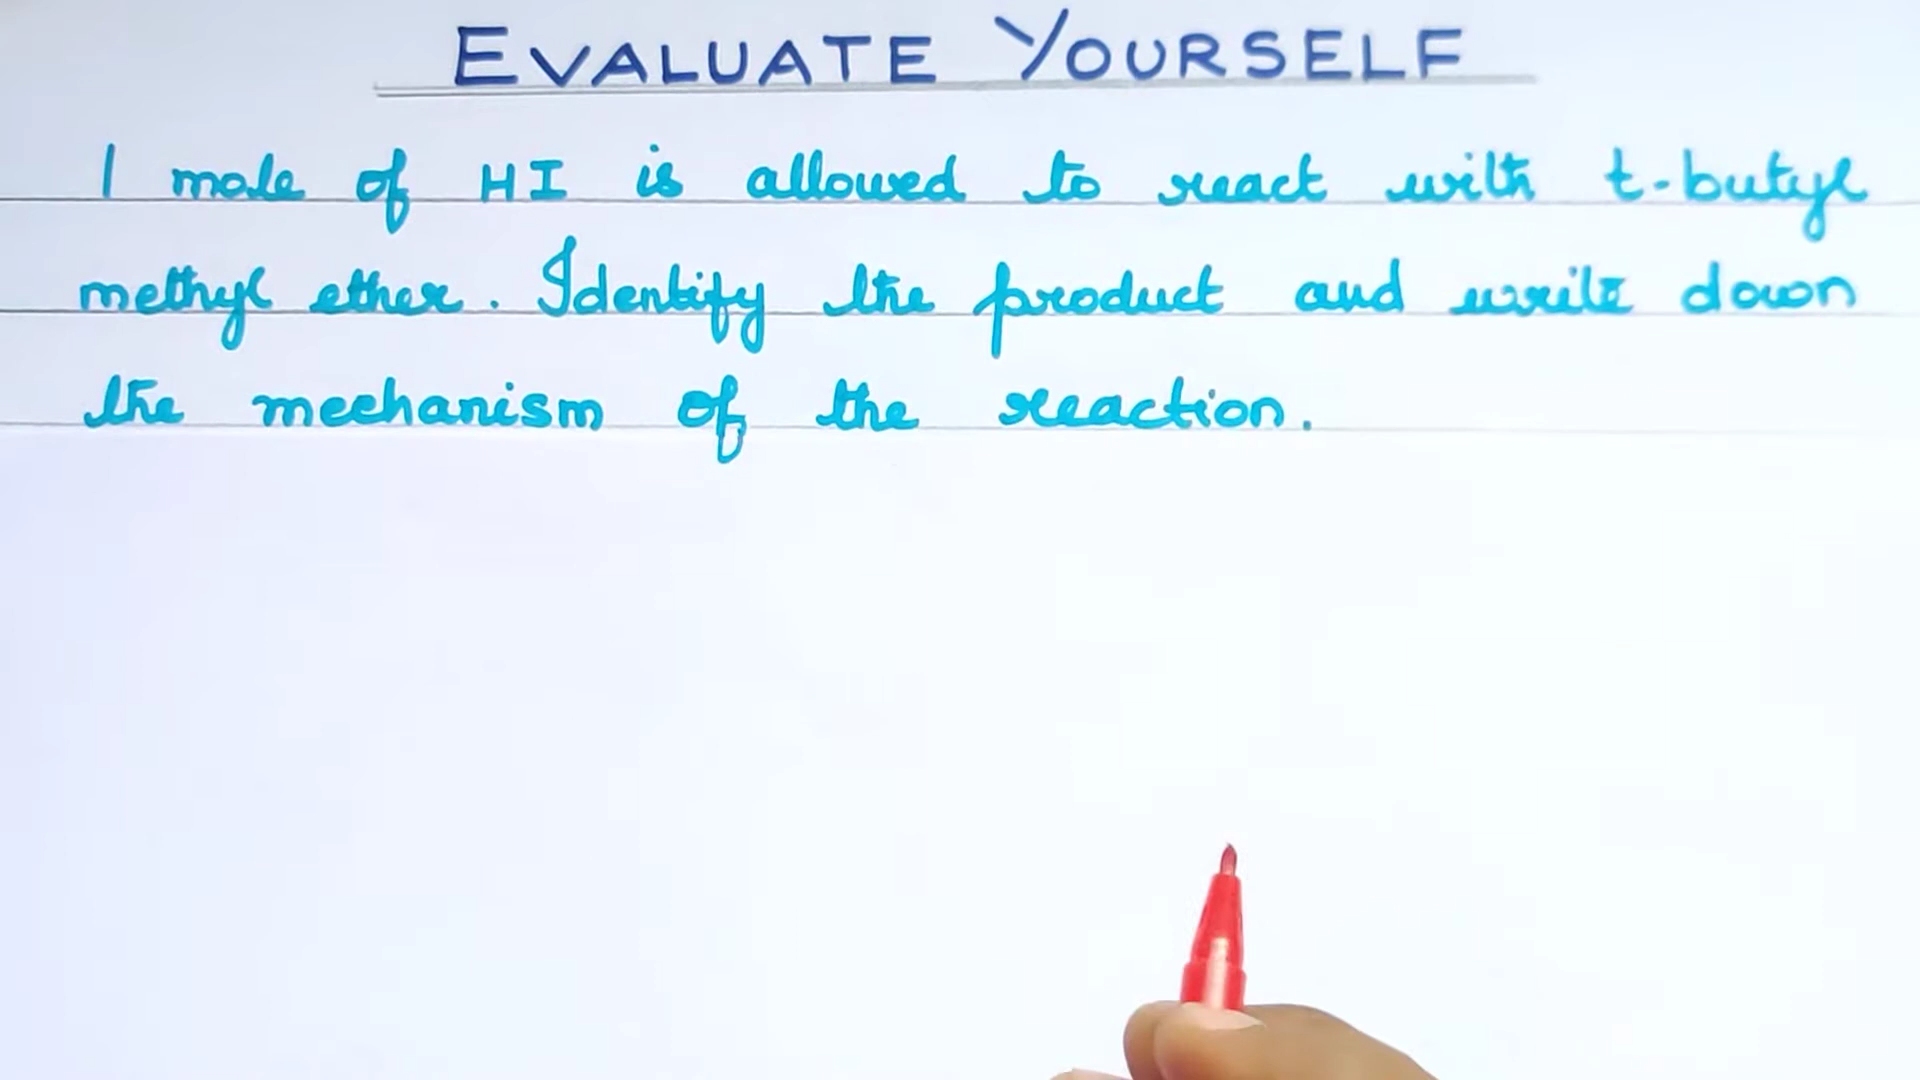 EVALUATE YOURSELF
1 mole of HI is allowed to react with t-butyl
methyl ether. Identify the product and write down
the mechanism of the reaction.